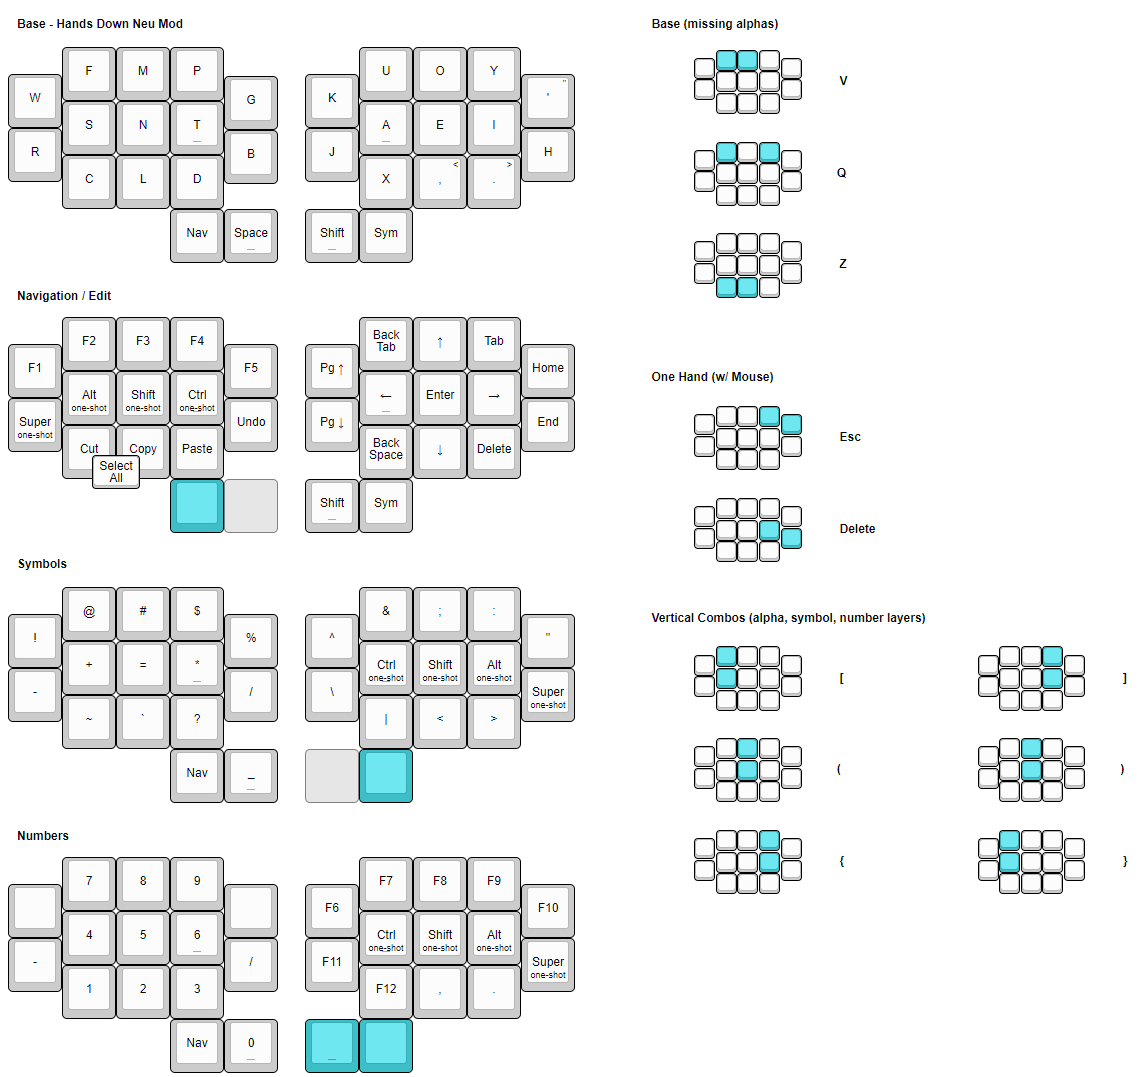 Base - Hands Down Neu Mod
F M P
W G
S N T
_
R B
C L D
Nav Space
_
U O Y
K "
'
A E I
_
J H
X < , > .
Shift Sym
_
Navigation / Edit
F2 F3 F4
F1 F5
Alt Shift Ctrl
one-shot one-shot one-shot
Super Undo
one-shot
Cut Copy Paste
Select
All
Back
Tab ↑ Tab
Pg ↑ Home
← Enter →
_
Pg ↓ End
Back
Space ↓ Delete
Shift Sym
_
Symbols
@ # $
! %
+ = *
_
- /
~ ` ?
Nav _
_
& ; :
^ "
Ctrl Shift Alt
one-shot one-shot one-shot
\ Super
one-shot
| < >
Numbers
7 8 9
4 5 6
_
- /
1 2 3
Nav 0
_
F7 F8 F9
F6 F10
Ctrl Shift Alt
one-shot one-shot one-shot
F11 Super
one-shot
F12 , .
_
Base (missing alphas)
V
Q
Z
One Hand (w/ Mouse)
Esc
Delete
Vertical Combos (alpha, symbol, number layers)
[ ]
( )
{ }